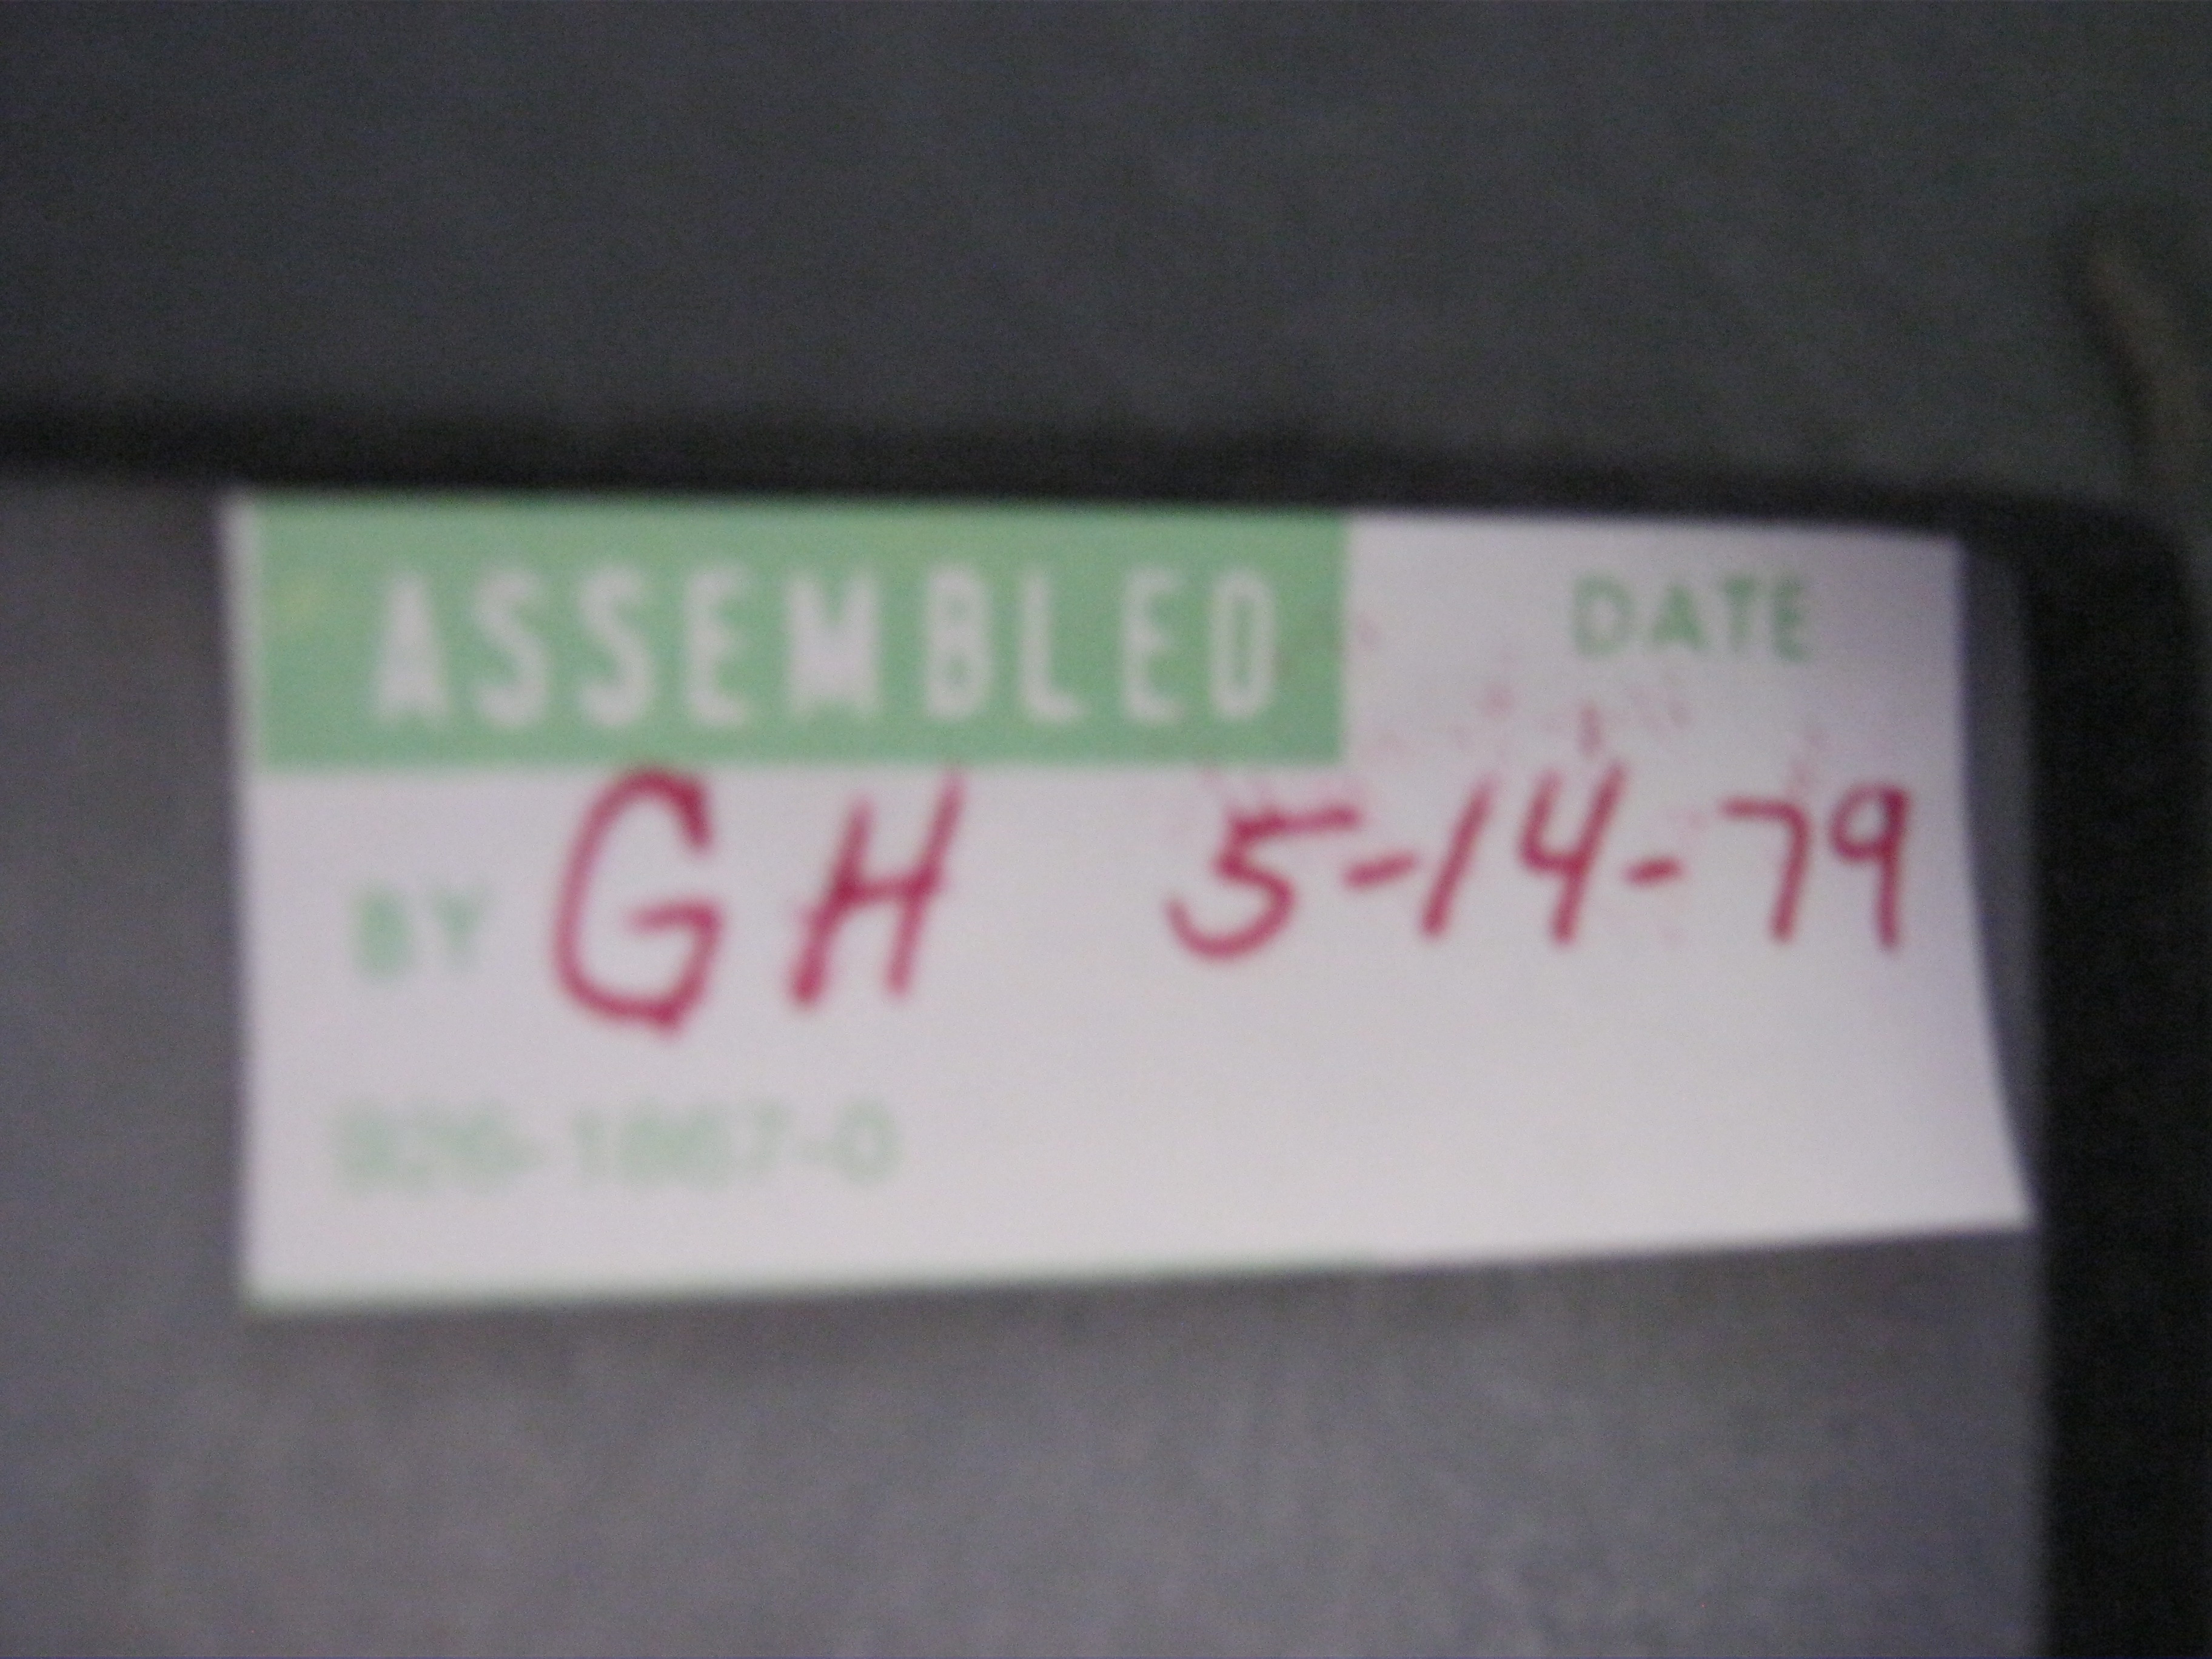 ASSEMBLED DATE
BY GH 5-14-79